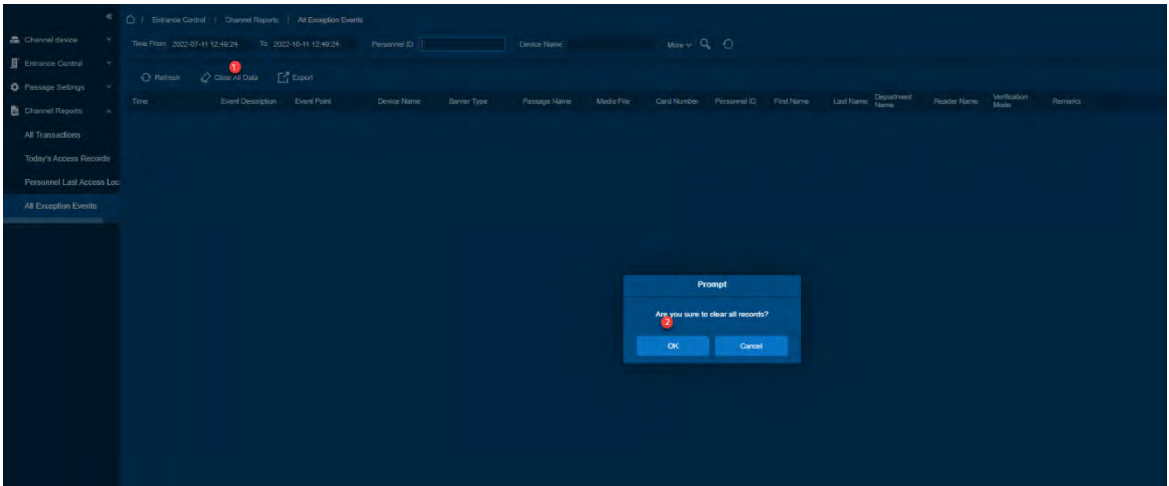 / Entrance Control / Channel Reports / All Exception Events
Channel device
Entrance Control
Passage Settings
Channel Reports
All Transactions
Today's Access Records
Personnel Last Access Loc
All Exception Events
Time From 2022-07-11 12:49:24 To 2022-10-11 12:49:24 Personnel ID Device Name More
1
Refresh Clear All Data Export
Time Event Description Event Point Device Name Barrier Type Passage Name Media File Card Number Personnel ID First Name Last Name Department Name Reader Name Verification Mode Remarks
Prompt
Are you sure to clear all records?
2
OK Cancel